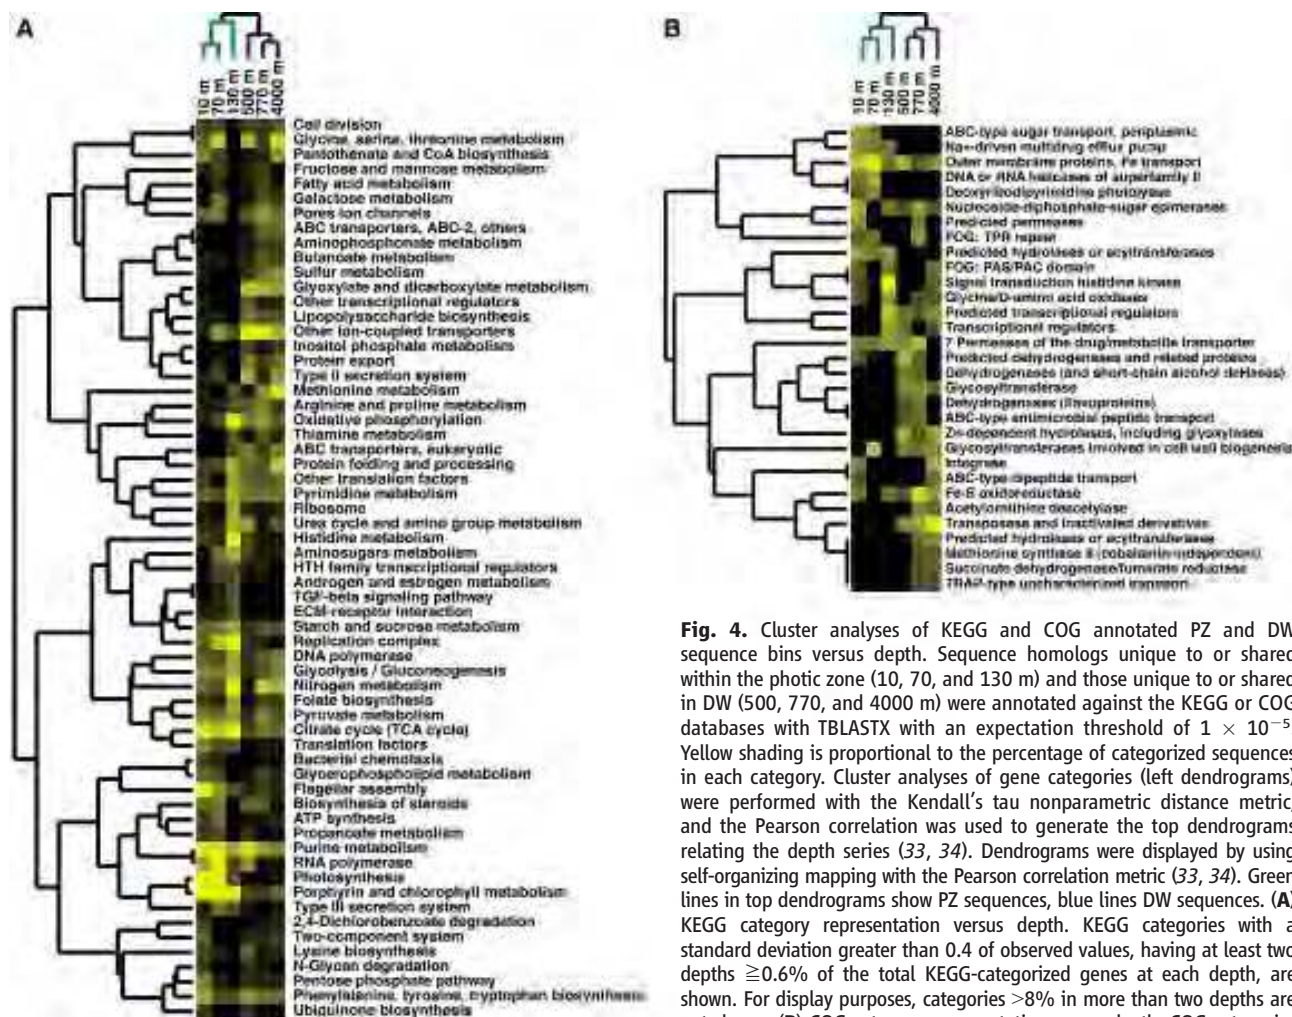 A
10 m
70 m
130 m
500 m
770 m
4000 m
Cell division
Glycine, serine, threonine metabolism
Pantothenate and CoA biosynthesis
Fructose and mannose metabolism
Fatty acid metabolism
Galactose metabolism
Pores ion channels
ABC transporters, ABC-2, others
Aminophosphonate metabolism
Butanoate metabolism
Sulfur metabolism
Glyoxylate and dicarboxylate metabolism
Other transcriptional regulators
Lipopolysaccharide biosynthesis
Other ion-coupled transporters
Inositol phosphate metabolism
Protein export
Type II secretion system
Methionine metabolism
Arginine and proline metabolism
Oxidative phosphorylation
Thiamine metabolism
ABC transporters, eukaryotic
Protein folding and processing
Other translation factors
Pyrimidine metabolism
Ribosome
Urea cycle and amino group metabolism
Histidine metabolism
Aminosugars metabolism
HTH family transcriptional regulators
Androgen and estrogen metabolism
TGF-beta signaling pathway
ECM-receptor interaction
Starch and sucrose metabolism
Replication complex
DNA polymerase
Glycolysis / Gluconeogenesis
Nitrogen metabolism
Folate biosynthesis
Pyruvate metabolism
Citrate cycle (TCA cycle)
Translation factors
Bacterial chemotaxis
Glycerophospholipid metabolism
Flagellar assembly
Biosynthesis of steroids
ATP synthesis
Propanoate metabolism
Purine metabolism
RNA polymerase
Photosynthesis
Porphyrin and chlorophyll metabolism
Type III secretion system
2,4-Dichlorobenzoate degradation
Two-component system
Lysine biosynthesis
N-Glycan degradation
Pentose phosphate pathway
Phenylalanine, tyrosine, tryptophan biosynthesis
Ubiquinone biosynthesis
B
10 m
70 m
130 m
500 m
770 m
4000 m
ABC-type sugar transport, periplasmic
Na+-driven multidrug efflux pump
Outer membrane proteins, Fe transport
DNA or RNA helicases of superfamily II
Deoxyribodipyrimidine photolyase
Nucleoside-diphosphate-sugar epimerases
Predicted permeases
FOG: TPR repeat
Predicted hydrolases or acyltransferases
FOG: PAS/PAC domain
Signal transduction histidine kinase
Glycine/D-amino acid oxidases
Predicted transcriptional regulators
Transcriptional regulators
7 Permeases of the drug/metabolite transporter
Predicted dehydrogenases and related proteins
Dehydrogenases (and short-chain alcohol deHases)
Glycosyltransferase
Dehydrogenases (flavoproteins)
ABC-type antimicrobial peptide transport
Zn-dependent hydrolases, including glyoxylases
Glycosyltransferases involved in cell wall biogenesis
Integrase
ABC-type dipeptide transport
Fe-S oxidoreductase
Acetylornithine deacetylase
Transposase and inactivated derivatives
Predicted hydrolases or acyltransferases
Methionine synthase II (cobalamin-independent)
Succinate dehydrogenase/fumarate reductase
TRAP-type uncharacterized transport
Fig. 4. Cluster analyses of KEGG and COG annotated PZ and DW
sequence bins versus depth. Sequence homologs unique to or shared
within the photic zone (10, 70, and 130 m) and those unique to or shared
in DW (500, 770, and 4000 m) were annotated against the KEGG or COG
databases with TBLASTX with an expectation threshold of 1 × 10−5
Yellow shading is proportional to the percentage of categorized sequences
in each category. Cluster analyses of gene categories (left dendrograms)
were performed with the Kendall's tau nonparametric distance metric,
and the Pearson correlation was used to generate the top dendrograms
relating the depth series (33, 34). Dendrograms were displayed by using
self-organizing mapping with the Pearson correlation metric (33, 34). Green
lines in top dendrograms show PZ sequences, blue lines DW sequences. (A)
KEGG category representation versus depth. KEGG categories with a
standard deviation greater than 0.4 of observed values, having at least two
depths ≧0.6% of the total KEGG-categorized genes at each depth, are
shown. For display purposes, categories >8% in more than two depths are